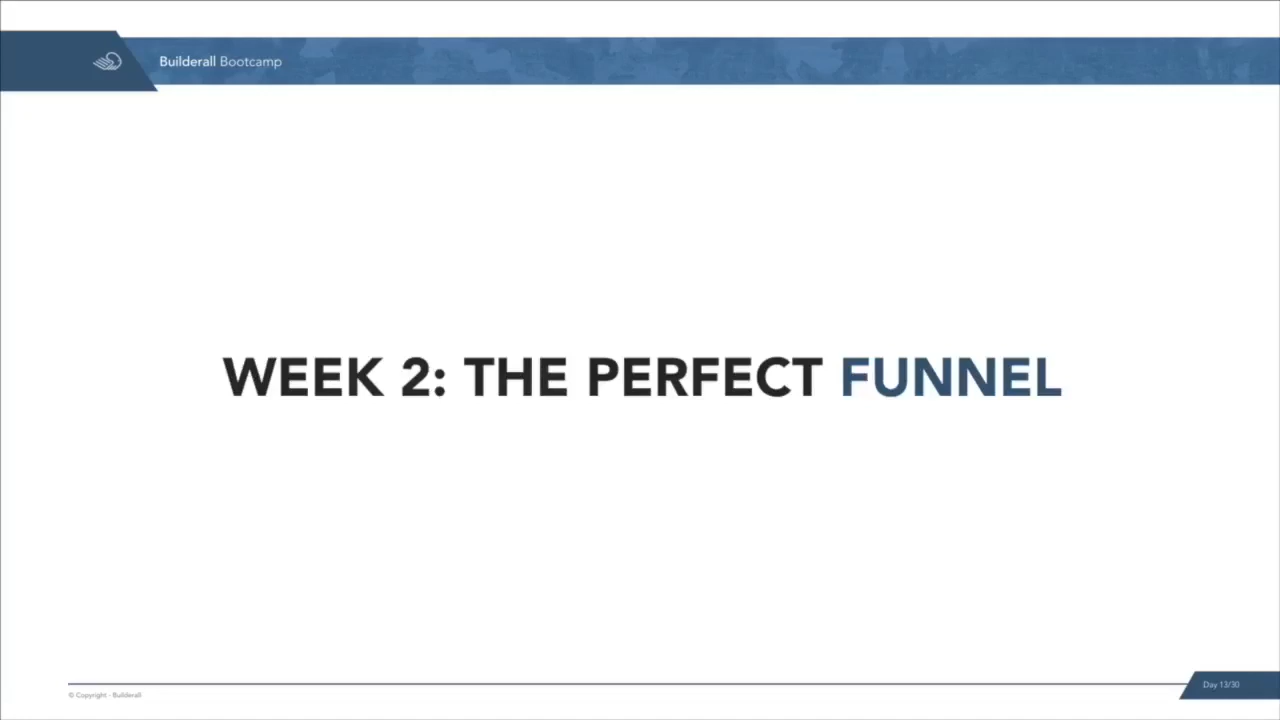 Builderall Bootcamp
WEEK 2: THE PERFECT FUNNEL
© Copyright - Builderall
Day 13/30